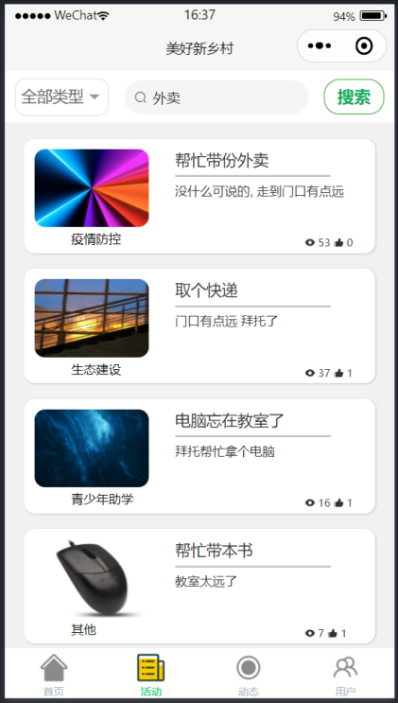 WeChat 16:37 94%
美好新乡村
全部类型 外卖 搜索
帮忙带份外卖
没什么可说的, 走到门口有点远
疫情防控 53 0
取个快递
门口有点远 拜托了
生态建设 37 1
电脑忘在教室了
拜托帮忙拿个电脑
青少年助学 16 1
帮忙带本书
教室太远了
其他 7 1
首页 活动 动态 用户